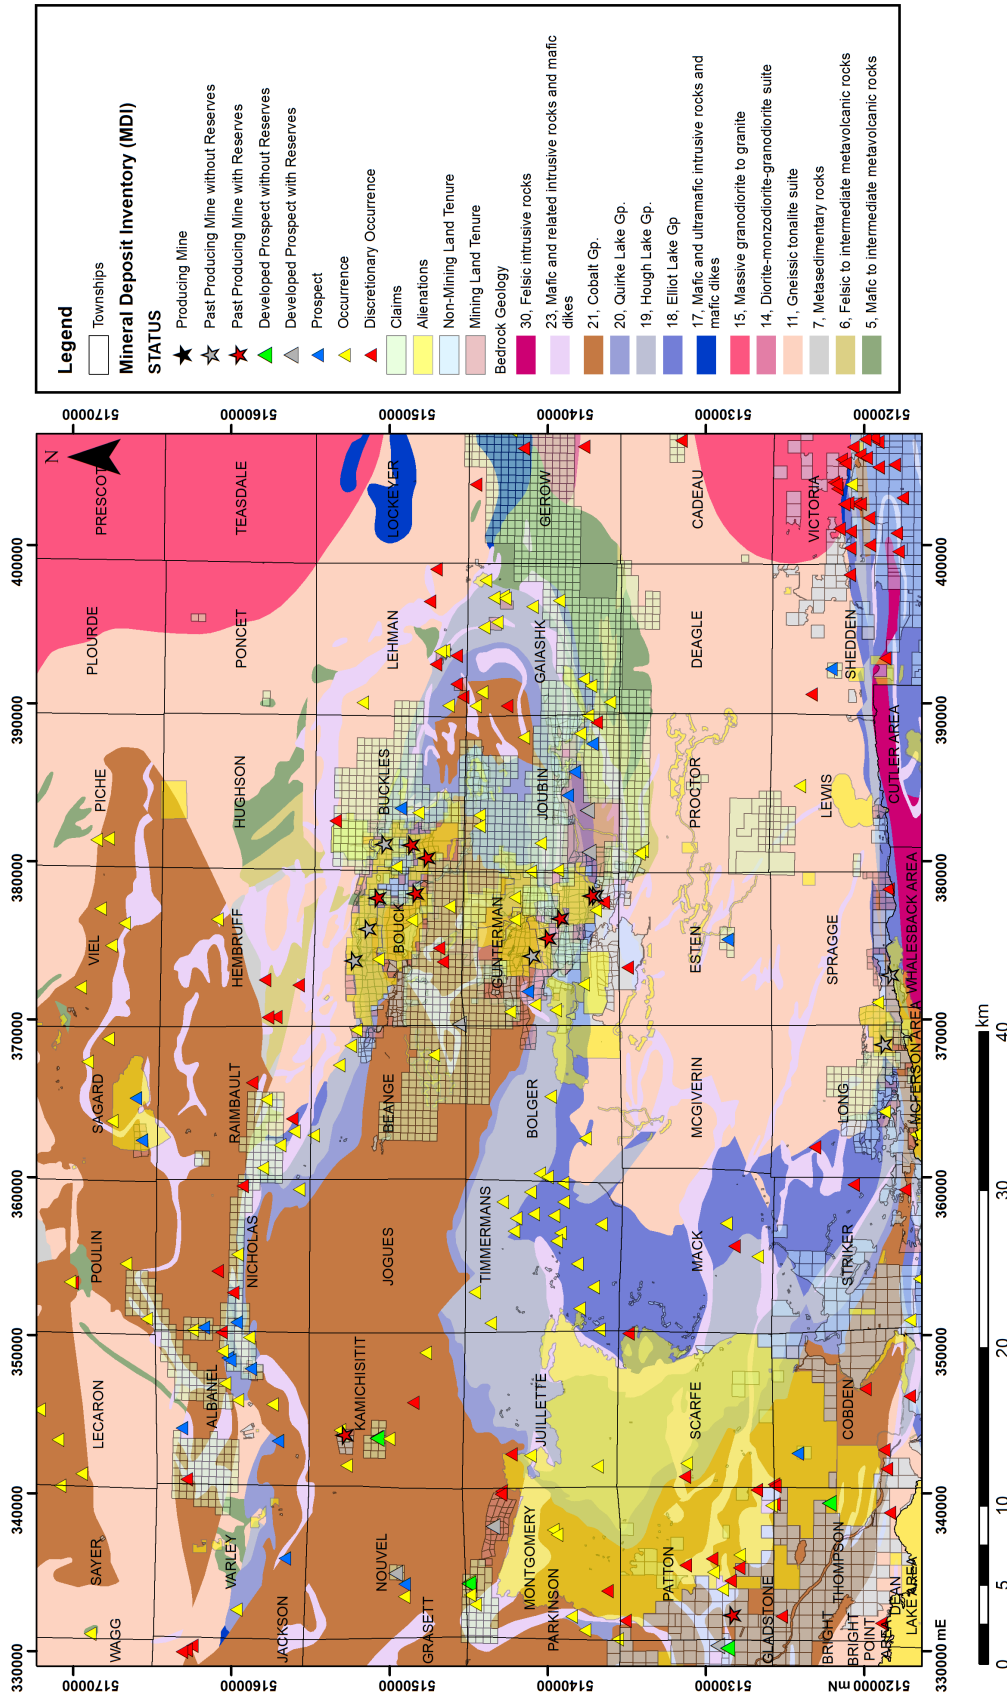 Legend
Townships
Mineral Deposit Inventory (MDI)
STATUS
Producing Mine
Past Producing Mine without Reserves
Past Producing Mine with Reserves
Developed Prospect without Reserves
Developed Prospect with Reserves
Prospect
Occurrence
Discretionary Occurrence
Claims
Alienations
Non-Mining Land Tenure
Mining Land Tenure
Bedrock Geology
30, Felsic intrusive rocks
23, Mafic and related intrusive rocks and mafic
dikes
21, Cobalt Gp.
20, Quirke Lake Gp.
19, Hough Lake Gp.
18, Elliot Lake Gp
17, Mafic and ultramafic intrusive rocks and
mafic dikes
15, Massive granodiorite to granite
14, Diorite-monzodiorite-granodiorite suite
11, Gneissic tonalite suite
7, Metasedimentary rocks
6, Felsic to intermediate metavolcanic rocks
5, Mafic to intermediate metavolcanic rocks
N
330000 mE
340000
350000
360000
370000
380000
390000
400000
5170000
5160000
5150000
5140000
5130000
5120000 mN
5170000
5160000
5150000
5140000
5130000
5120000
WAGG
SAYER
LECARON
POULIN
SAGARD
VIEL
PICHE
PLOURDE
PRESCOTT
JACKSON
VARLEY
ALBANEL
NICHOLAS
RAIMBAULT
HEMBRUFF
HUGHSON
PONCET
TEASDALE
GRASETT
NOUVEL
KAMICHISITIT
JOGUES
BEANGE
BOUCK
BUCKLES
LEHMAN
LOCKEYER
PARKINSON
MONTGOMERY
JUILLETTE
TIMMERMANS
BOLGER
GUNTERMAN
JOUBIN
GAIASHK
GEROW
GLADSTONE
PATTON
SCARFE
MACK
MCGIVERIN
ESTEN
PROCTOR
DEAGLE
CADEAU
BRIGHT
THOMPSON
COBDEN
STRIKER
LONG
SPRAGGE
LEWIS
SHEDDEN
VICTORIA
BRIGHT
POINT
AREA
DEAN
LAKE AREA
MCFERSON AREA
WHALESBACK AREA
CUTLER AREA
0
5
10
20
30
40
km